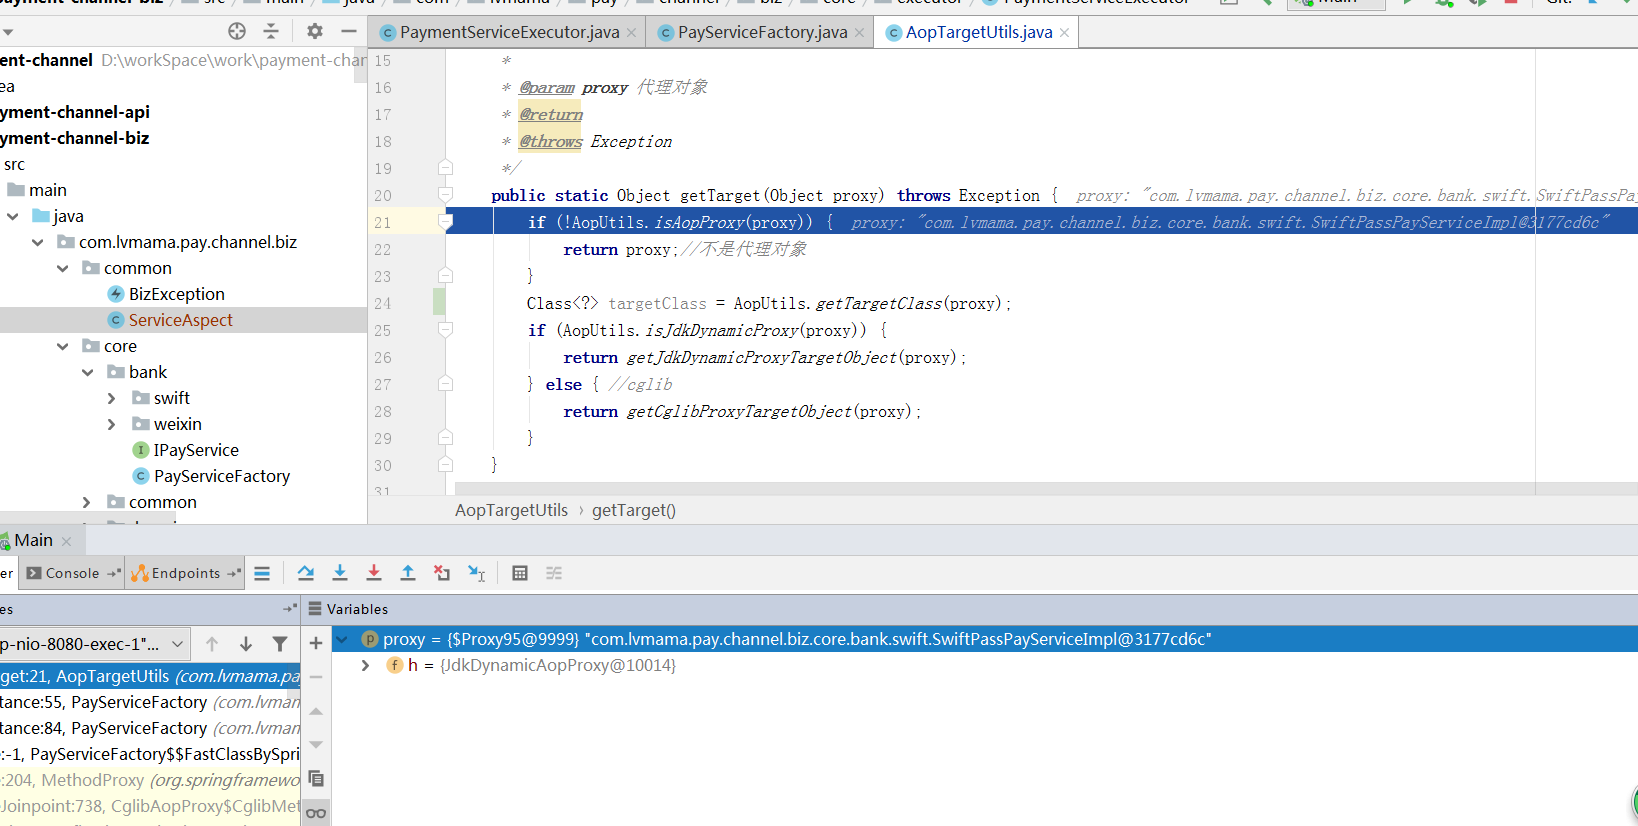 payment-channel-biz src main java com lvmama pay channel biz core executor PaymentServiceExecutor Main Git:
PaymentServiceExecutor.java PayServiceFactory.java AopTargetUtils.java
ent-channel D:\workSpace\work\payment-char
ea
yment-channel-api
yment-channel-biz
src
main
java
com.lvmama.pay.channel.biz
common
BizException
ServiceAspect
core
bank
swift
weixin
IPayService
PayServiceFactory
common
15 *
16 * @param proxy 代理对象
17 * @return
18 * @throws Exception
19 */
20 public static Object getTarget(Object proxy) throws Exception { proxy: "com.lvmama.pay.channel.biz.core.bank.swift.SwiftPassPay
21 if (!AopUtils.isAopProxy(proxy)) { proxy: "com.lvmama.pay.channel.biz.core.bank.swift.SwiftPassPayServiceImpl@3177cd6c"
22 return proxy;//不是代理对象
23 }
24 Class<?> targetClass = AopUtils.getTargetClass(proxy);
25 if (AopUtils.isJdkDynamicProxy(proxy)) {
26 return getJdkDynamicProxyTargetObject(proxy);
27 } else { //cglib
28 return getCglibProxyTargetObject(proxy);
29 }
30 }
31
AopTargetUtils › getTarget()
Main
er Console Endpoints
es
p-nio-8080-exec-1"...
get:21, AopTargetUtils (com.lvmama.pa
tance:55, PayServiceFactory (com.lvmam
tance:84, PayServiceFactory (com.lvmam
:-1, PayServiceFactory$$FastClassBySpri
:204, MethodProxy (org.springframewo
Joinpoint:738, CglibAopProxy$CglibMet
Variables
proxy = {$Proxy95@9999} "com.lvmama.pay.channel.biz.core.bank.swift.SwiftPassPayServiceImpl@3177cd6c"
h = {JdkDynamicAopProxy@10014}